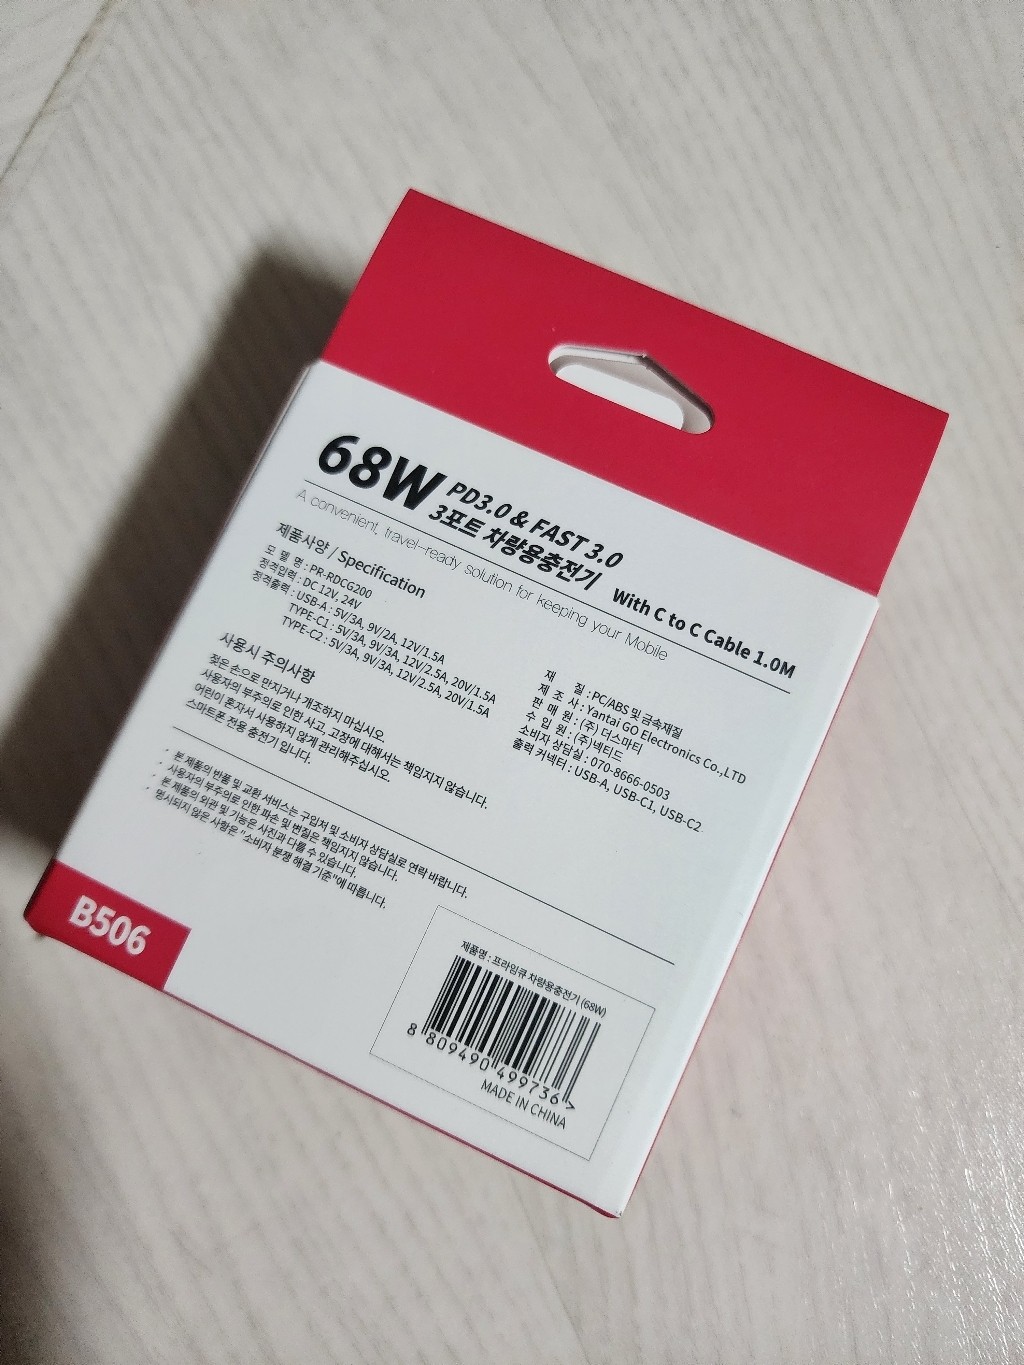 68W PD3.0 & FAST 3.0
3포트 차량용충전기 With C to C Cable 1.0M
A convenient, travel-ready solution for keeping your Mobile
제품사양 / Specification
모 델 명 : PR-RDCG200
정격입력 : DC 12V, 24V
정격출력 : USB-A : 5V/3A, 9V/2A, 12V/1.5A
TYPE-C1 : 5V/3A, 9V/3A, 12V/2.5A, 20V/1.5A
TYPE-C2 : 5V/3A, 9V/3A, 12V/2.5A, 20V/1.5A
재 질 : PC/ABS 및 금속재질
제 조 사 : Yantai GO Electronics Co.,LTD
판 매 원 : (주) 더스마티
수 입 원 : (주)넥티드
소비자 상담실 : 070-8666-0503
출력 커넥터 : USB-A, USB-C1, USB-C2
사용시 주의사항
젖은 손으로 만지거나 개조하지 마십시오.
사용자의 부주의로 인한 사고, 고장에 대해서는 책임지지 않습니다.
어린이 혼자서 사용하지 않게 관리해주십시오.
스마트폰 전용 충전기 입니다.
' 본 제품의 반품 및 교환 서비스는 구입처 및 소비자 상담실로 연락 바랍니다.
' 사용자의 부주의로 인한 파손 및 변질은 책임지지 않습니다.
' 본 제품의 외관 및 기능은 사진과 다를 수 있습니다.
' 명시되지 않은 사항은 "소비자 분쟁 해결 기준"에 따릅니다.
B506
제품명 : 프라임큐 차량용충전기 (68W)
8 809490 499736 >
MADE IN CHINA